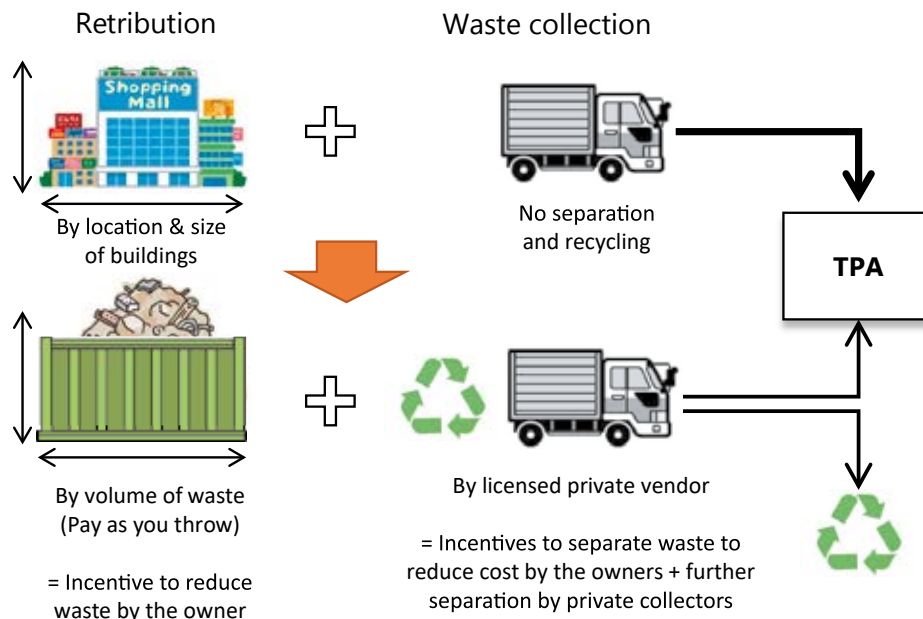 Retribution
Waste collection
Shopping
Mall
By location & size
of buildings
No separation
and recycling
TPA
By volume of waste
(Pay as you throw)
= Incentive to reduce
waste by the owner
By licensed private vendor
= Incentives to separate waste to
reduce cost by the owners + further
separation by private collectors